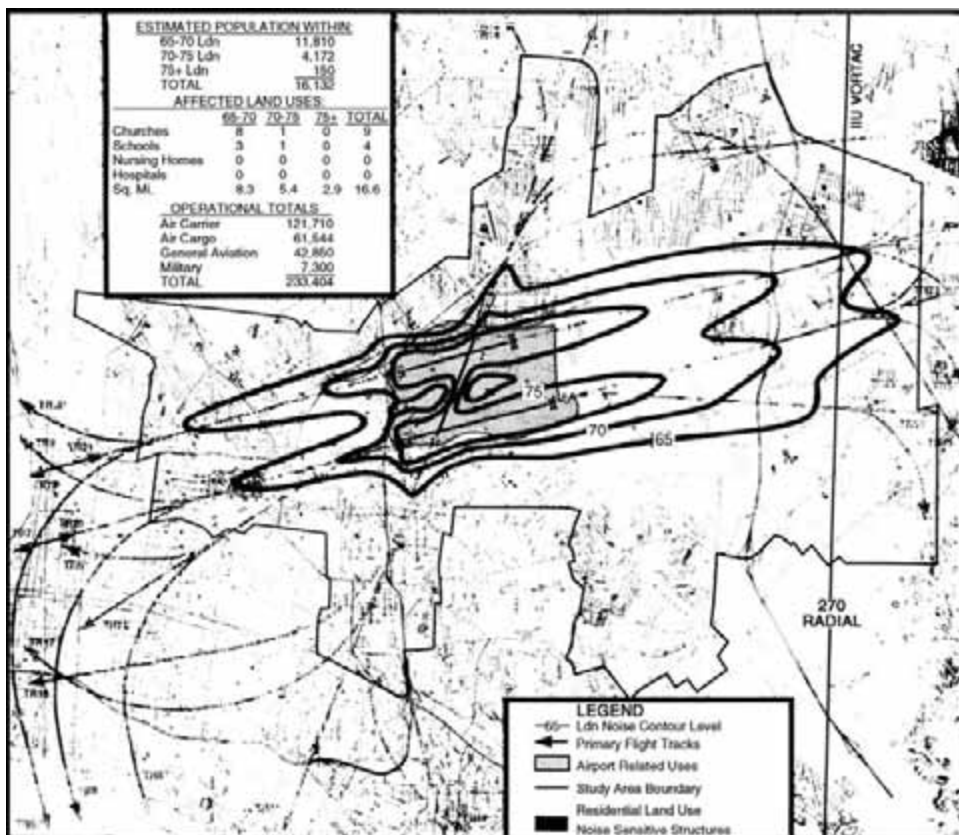 ESTIMATED POPULATION WITHIN:
65-70 Ldn 11,810
70-75 Ldn 4,172
75+ Ldn 150
TOTAL 16,132
AFFECTED LAND USES:
65-70 70-75 75+ TOTAL
Churches 8 1 0 9
Schools 3 1 0 4
Nursing Homes 0 0 0 0
Hospitals 0 0 0 0
Sq. Mi. 8.3 5.4 2.9 16.6
OPERATIONAL TOTALS
Air Carrier 121,710
Air Cargo 61,544
General Aviation 42,850
Military 7,300
TOTAL 233,404
IIU VORTAC
75
70
65
270
RADIAL
LEGEND
65 Ldn Noise Contour Level
Primary Flight Tracks
Airport Related Uses
Study Area Boundary
Residential Land Use
Noise Sensitive Structures